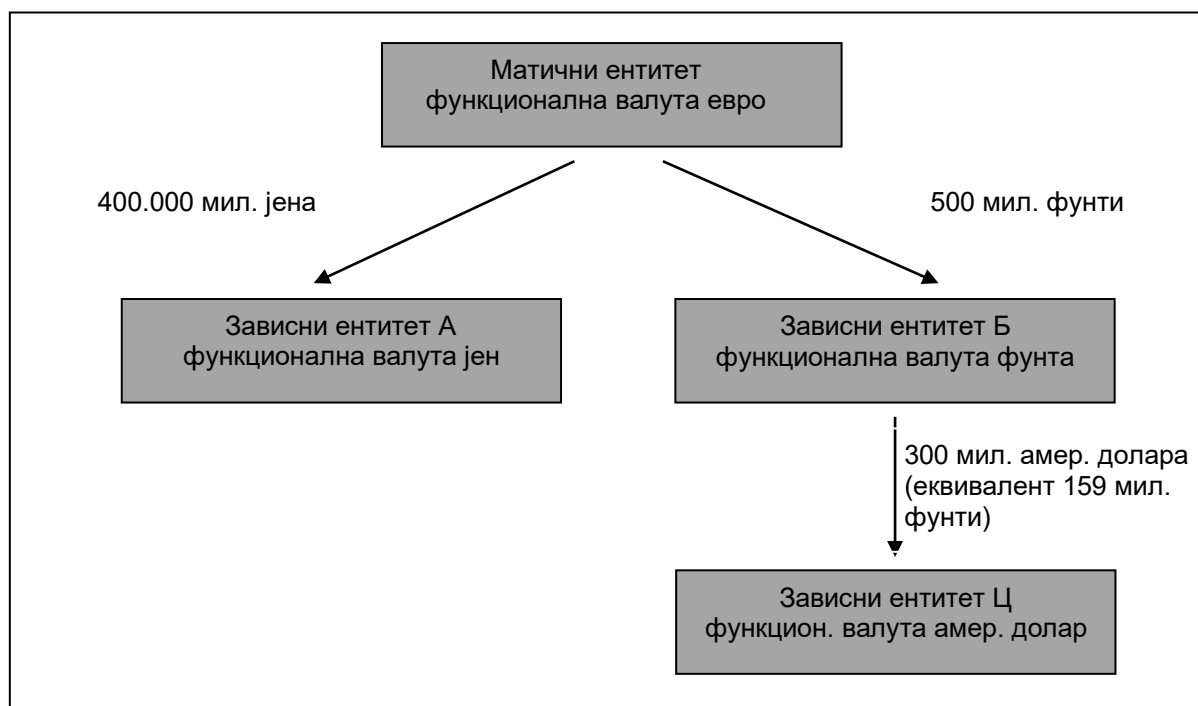 Матични ентитет
функционална валута евро
400.000 мил. јена
500 мил. фунти
Зависни ентитет А
функционална валута јен
Зависни ентитет Б
функционална валута фунта
300 мил. амер. долара
(еквивалент 159 мил.
фунти)
Зависни ентитет Ц
функцион. валута амер. долар